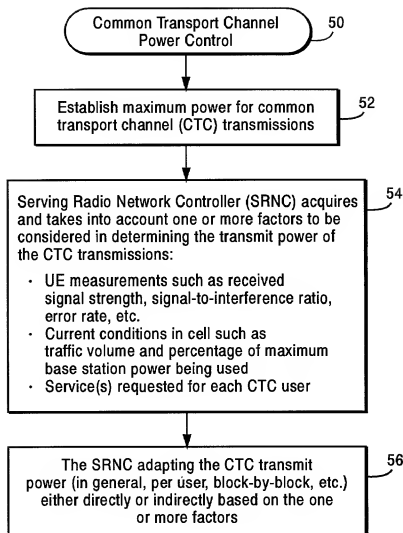 Common Transport Channel
Power Control
50
Establish maximum power for common
transport channel (CTC) transmissions
52
Serving Radio Network Controller (SRNC) acquires
and takes into account one or more factors to be
considered in determining the transmit power of
the CTC transmissions:
· UE measurements such as received
signal strength, signal-to-interference ratio,
error rate, etc.
· Current conditions in cell such as
traffic volume and percentage of maximum
base station power being used
· Service(s) requested for each CTC user
54
The SRNC adapting the CTC transmit
power (in general, per user, block-by-block, etc.)
either directly or indirectly based on the one
or more factors
56